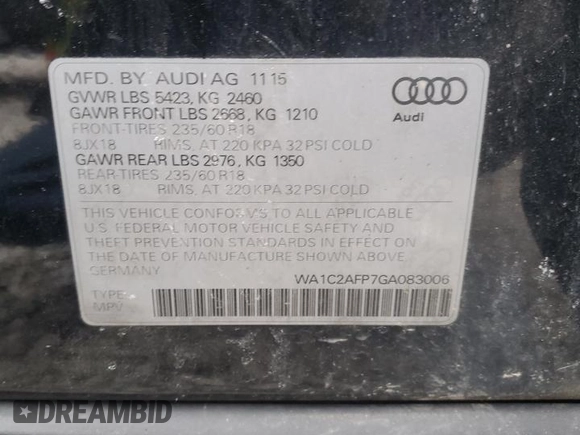 MFD. BY AUDI AG 11 15
GVWR LBS 5423, KG 2460
GAWR FRONT LBS 2668, KG 1210
FRONT-TIRES 235/60 R18
8JX18 RIMS, AT 220 KPA 32 PSI COLD
GAWR REAR LBS 2976, KG 1350
REAR-TIRES 235/60 R18
8JX18 RIMS, AT 220 KPA 32 PSI COLD
Audi
THIS VEHICLE CONFORMS TO ALL APPLICABLE
U.S. FEDERAL MOTOR VEHICLE SAFETY AND
THEFT PREVENTION STANDARDS IN EFFECT ON
THE DATE OF MANUFACTURE SHOWN ABOVE.
GERMANY WA1C2AFP7GA083006
TYPE:
MPV
DREAMBID